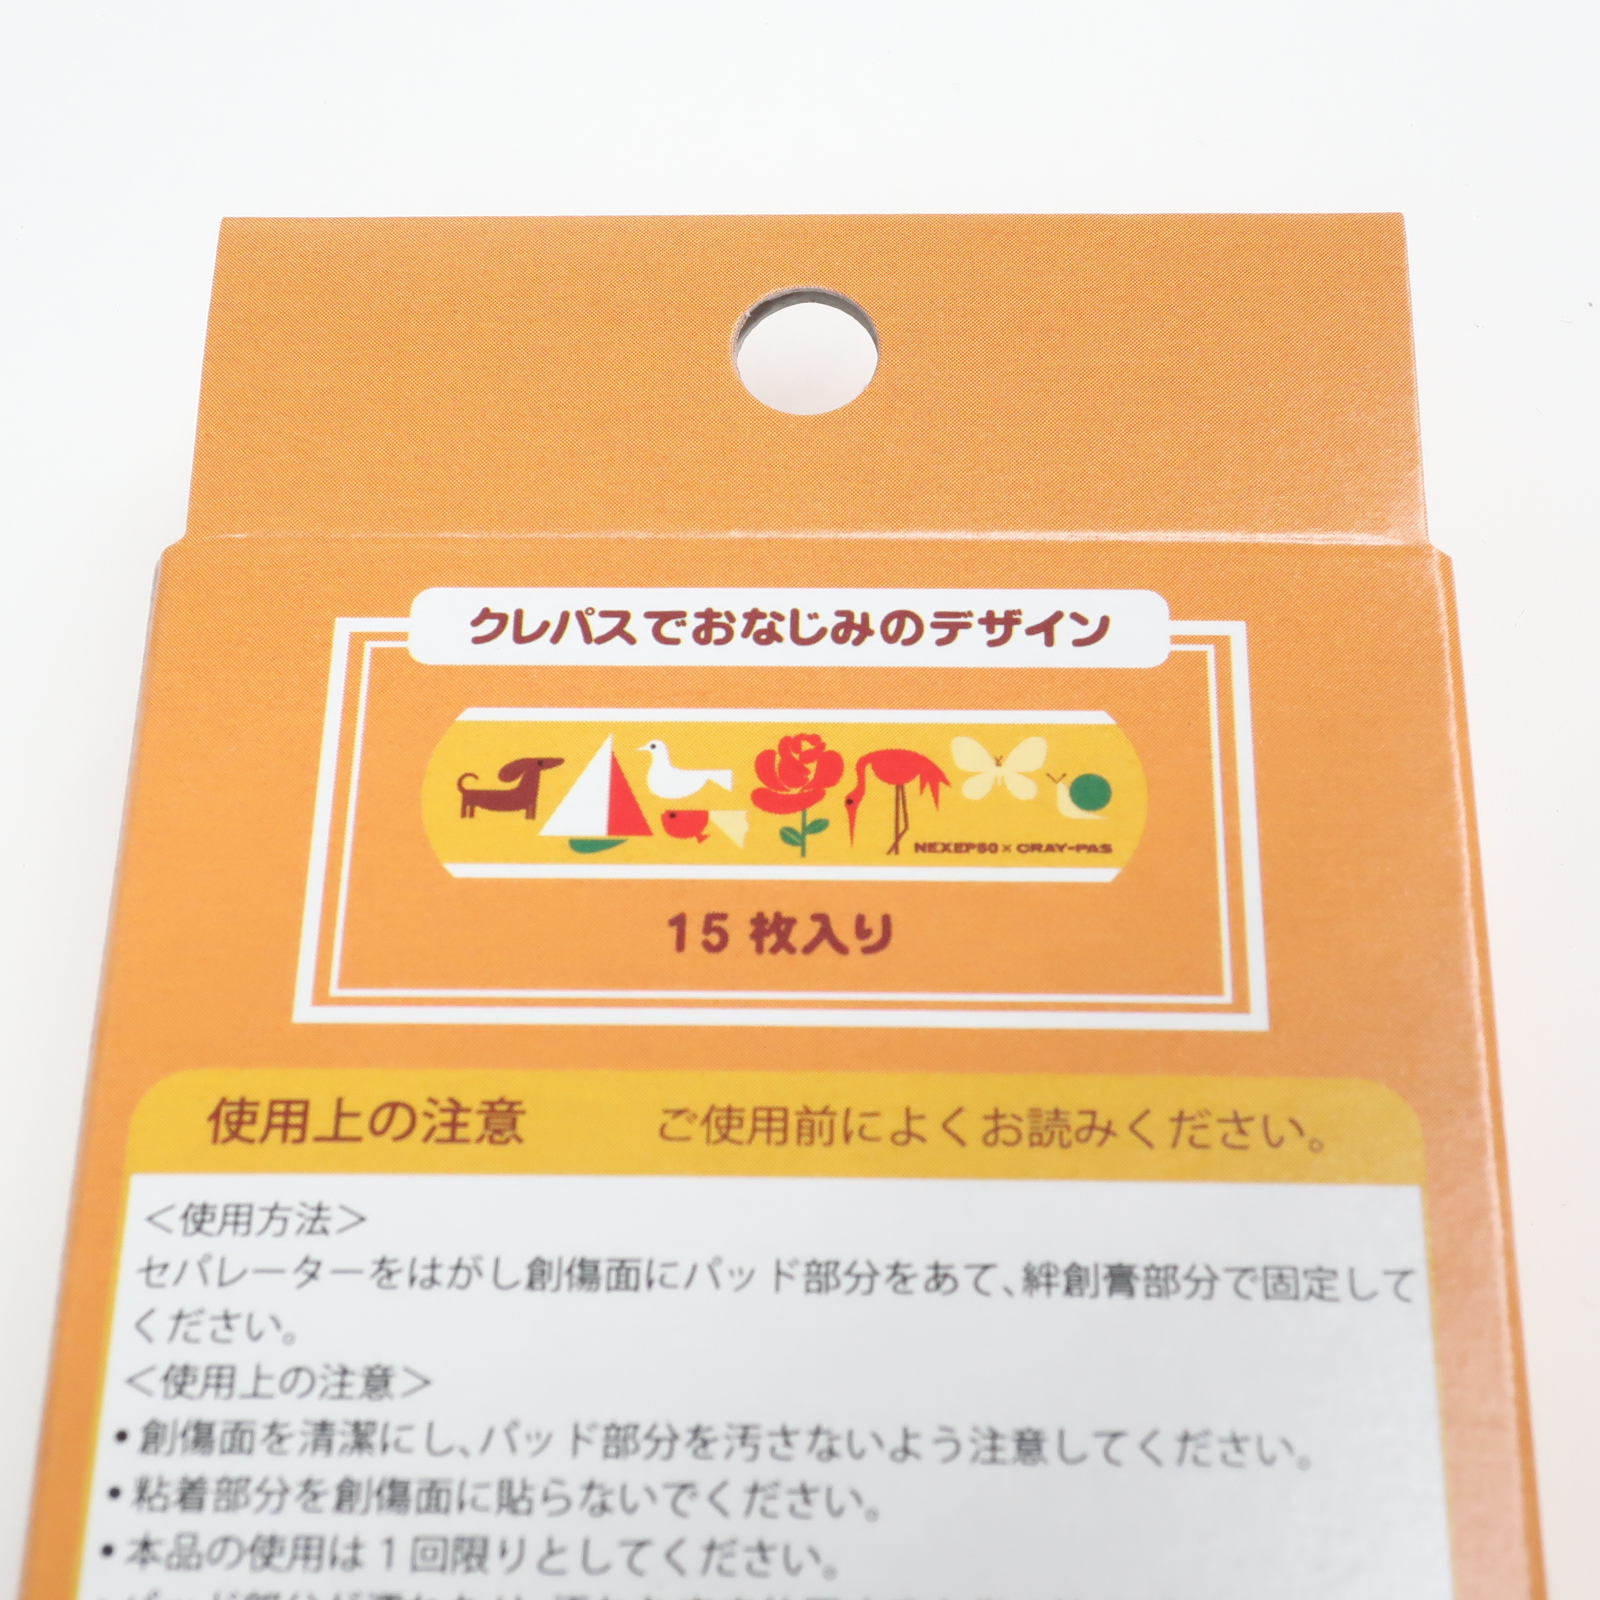 クレパスでおなじみのデザイン
NEXEP50×CRAY-PAS
15枚入り
使用上の注意 ご使用前によくお読みください。
＜使用方法＞
セパレーターをはがし創傷面にパッド部分をあて、絆創膏部分で固定して
ください。
＜使用上の注意＞
•創傷面を清潔にし、パッド部分を汚さないよう注意してください。
•粘着部分を創傷面に貼らないでください。
•本品の使用は1回限りとしてください。